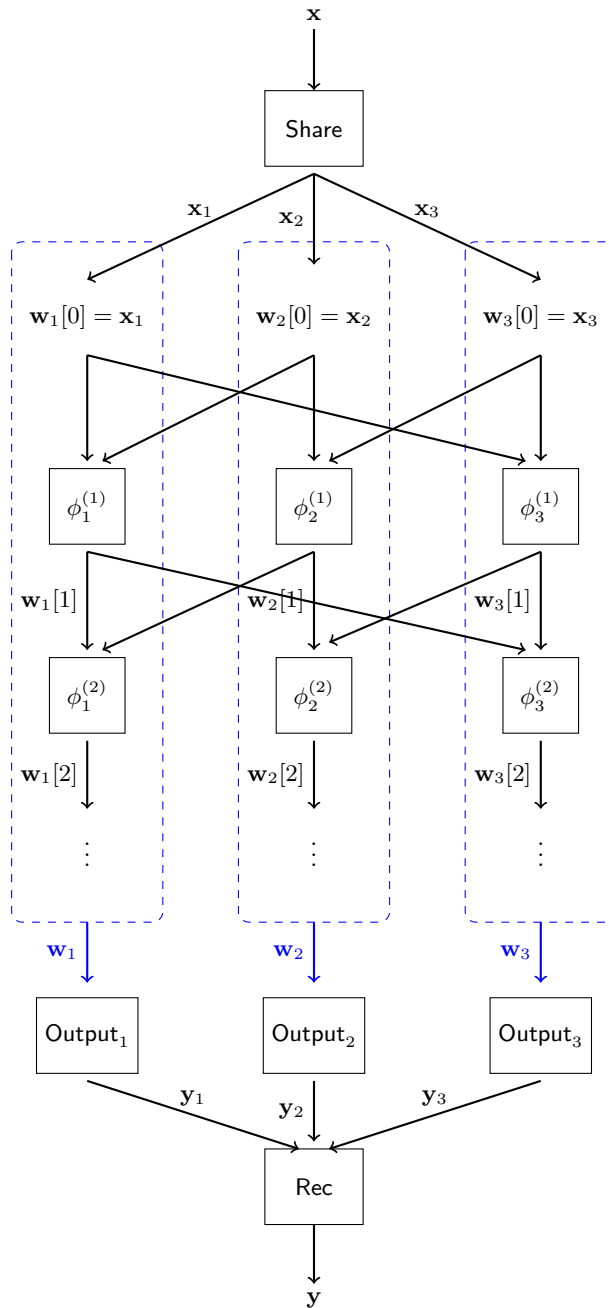 x
Share
x₁ x₂ x₃
w₁[0] = x₁ w₂[0] = x₂ w₃[0] = x₃
ϕ₁⁽¹⁾ ϕ₂⁽¹⁾ ϕ₃⁽¹⁾
w₁[1] w₂[1] w₃[1]
ϕ₁⁽²⁾ ϕ₂⁽²⁾ ϕ₃⁽²⁾
w₁[2] w₂[2] w₃[2]
⋮ ⋮ ⋮
w₁ w₂ w₃
Output₁ Output₂ Output₃
y₁ y₂ y₃
Rec
y